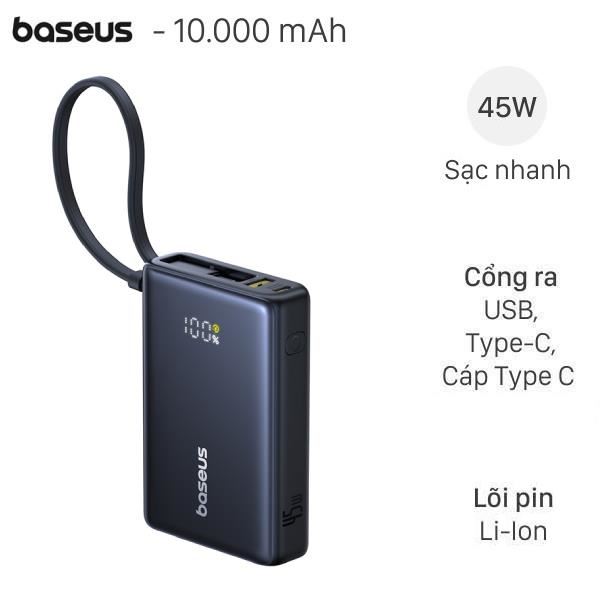 baseus - 10.000 mAh
45W
Sạc nhanh
Cổng ra
USB,
Type-C,
Cáp Type C
Lõi pin
Li-Ion
100%
baseus
45W